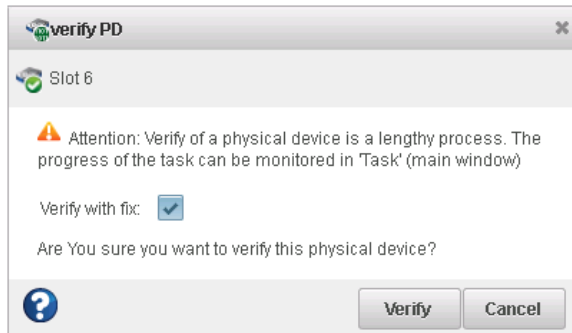 verify PD
Slot 6
Attention: Verify of a physical device is a lengthy process. The
progress of the task can be monitored in 'Task' (main window)
Verify with fix:
Are You sure you want to verify this physical device?
? Verify Cancel